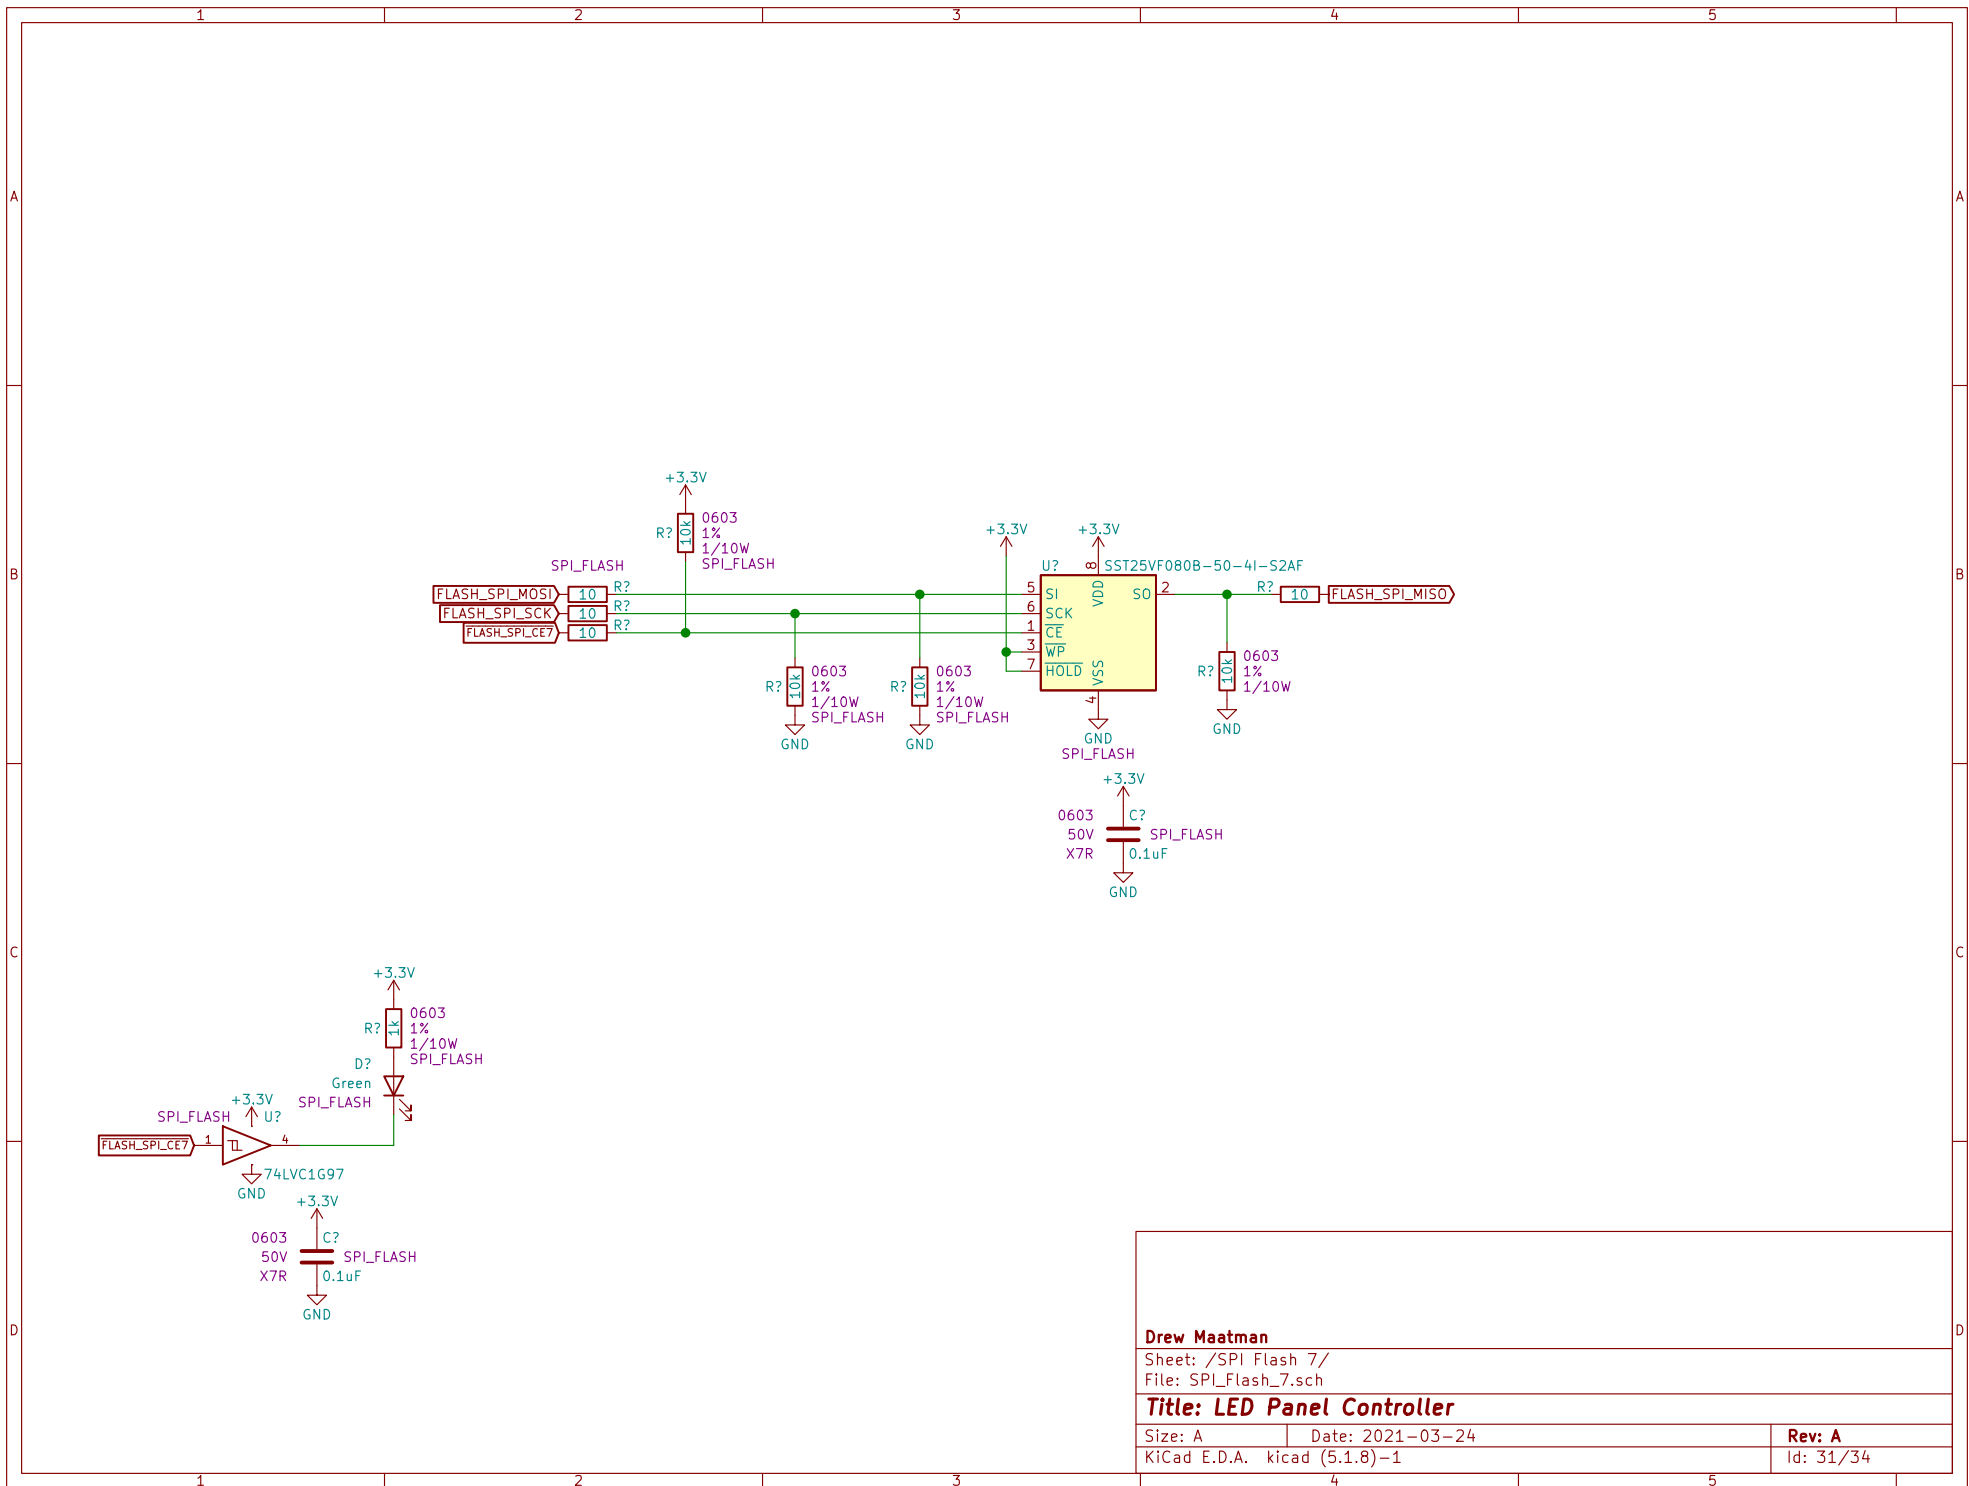 1 2 3 4 5
A A
B B
C C
D D
+3.3V
R? 10k 0603
1%
1/10W
SPI_FLASH
SPI_FLASH
FLASH_SPI_MOSI 10 R?
FLASH_SPI_SCK 10 R?
FLASH_SPI_CE7 10 R?
R? 10k 0603
1%
1/10W
SPI_FLASH
GND
R? 10k 0603
1%
1/10W
SPI_FLASH
GND
+3.3V +3.3V
U? 8 SST25VF080B-50-4I-S2AF
5 SI VDD SO 2
6 SCK
1 CE
3 WP
7 HOLD VSS
4
GND
SPI_FLASH
R? 10 FLASH_SPI_MISO
R? 10k 0603
1%
1/10W
GND
+3.3V
0603 C?
50V SPI_FLASH
X7R 0.1uF
GND
+3.3V
R? 1k 0603
1%
1/10W
SPI_FLASH
D?
Green
SPI_FLASH
+3.3V
SPI_FLASH U?
FLASH_SPI_CE7 1 4
74LVC1G97
GND
+3.3V
0603 C?
50V SPI_FLASH
X7R 0.1uF
GND
Drew Maatman
Sheet: /SPI Flash 7/
File: SPI_Flash_7.sch
Title: LED Panel Controller
Size: A Date: 2021-03-24 Rev: A
KiCad E.D.A. kicad (5.1.8)-1 Id: 31/34
1 2 3 4 5